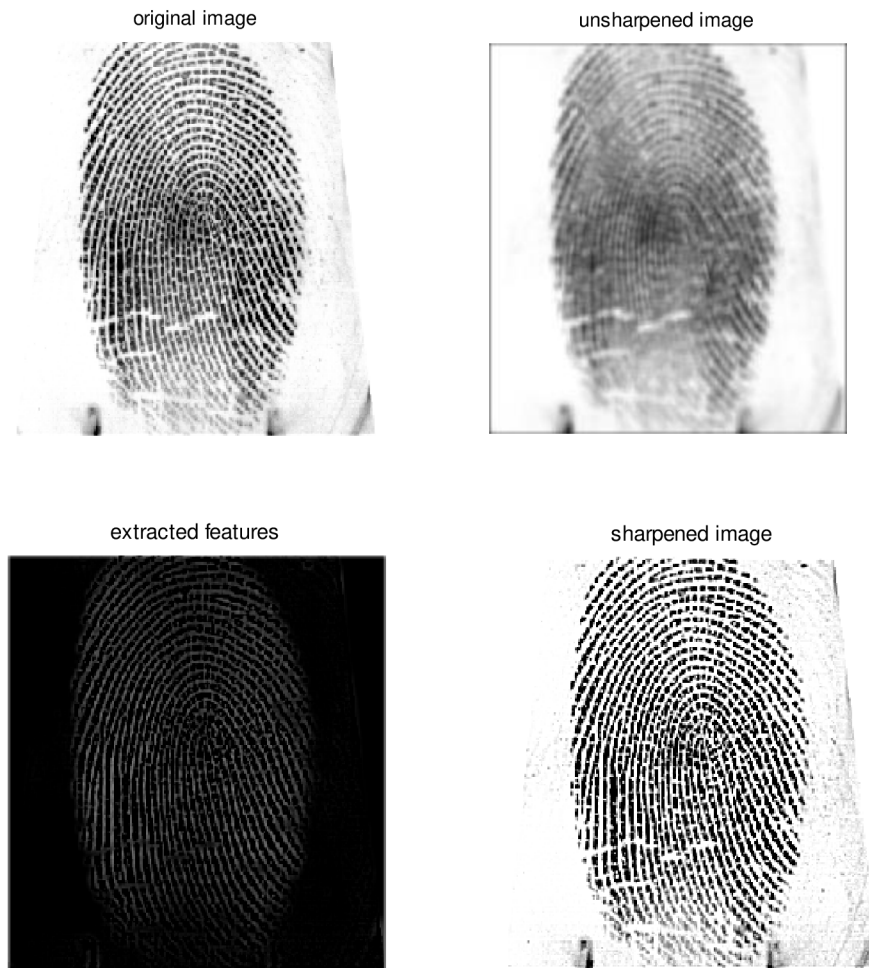 original image
unsharpened image
extracted features
sharpened image